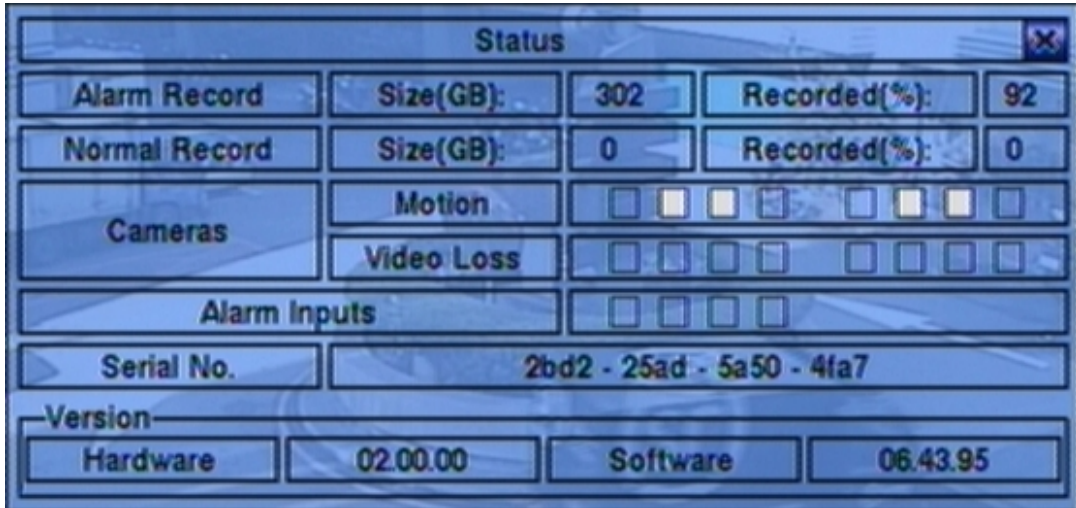 Status
Alarm Record Size(GB): 302 Recorded(%): 92
Normal Record Size(GB): 0 Recorded(%): 0
Cameras Motion
Video Loss
Alarm Inputs
Serial No. 2bd2 - 25ad - 5a50 - 4fa7
Version
Hardware 02.00.00 Software 06.43.95